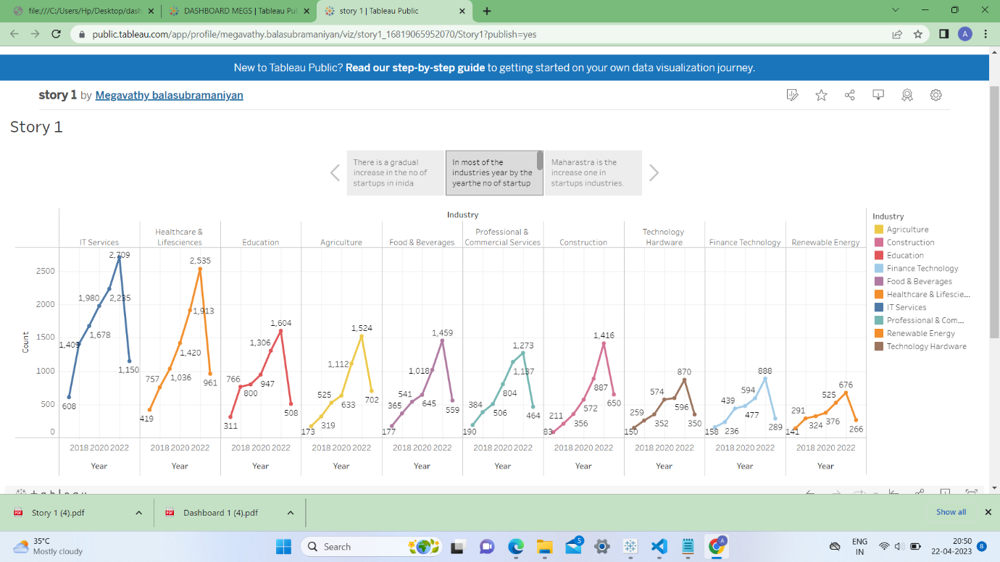 file:///C:/Users/Hp/Desktop/dash
DASHBOARD MEGS | Tableau Pu
story 1 | Tableau Public
public.tableau.com/app/profile/megavathy.balasubramaniyan/viz/story1_16819065952070/Story1?publish=yes
A
New to Tableau Public? Read our step-by-step guide to getting started on your own data visualization journey.
story 1 by Megavathy balasubramaniyan
Story 1
There is a gradual
increase in the no of
startups in inida
In most of the
industries year by the
yearthe no of startup
Maharastra is the
increase one in
startups industries.
Industry
IT Services
Healthcare &
Lifesciences
Education
Agriculture
Food & Beverages
Professional &
Commercial Services
Construction
Technology
Hardware
Finance Technology
Renewable Energy
Count
2500
2000
1500
1000
500
0
608
1,409
1,678
1,980
2,235
2,709
1,150
419
757
1,036
1,420
1,913
2,535
961
311
766
800
947
1,306
1,604
508
173
319
525
633
1,112
1,524
702
177
365
541
645
1,018
1,459
559
190
384
506
804
1,137
1,273
464
83
211
356
572
887
1,416
650
150
259
352
574
596
870
350
158
236
439
477
594
888
289
141
291
324
376
525
676
266
2018 2020 2022
2018 2020 2022
2018 2020 2022
2018 2020 2022
2018 2020 2022
2018 2020 2022
2018 2020 2022
2018 2020 2022
2018 2020 2022
2018 2020 2022
Year
Year
Year
Year
Year
Year
Year
Year
Year
Year
Industry
Agriculture
Construction
Education
Finance Technology
Food & Beverages
Healthcare & Lifescie...
IT Services
Professional & Com...
Renewable Energy
Technology Hardware
tableau
PDF
Story 1 (4).pdf
PDF
Dashboard 1 (4).pdf
Show all
35°C
Mostly cloudy
Search
5
A
ENG
IN
20:50
22-04-2023
8